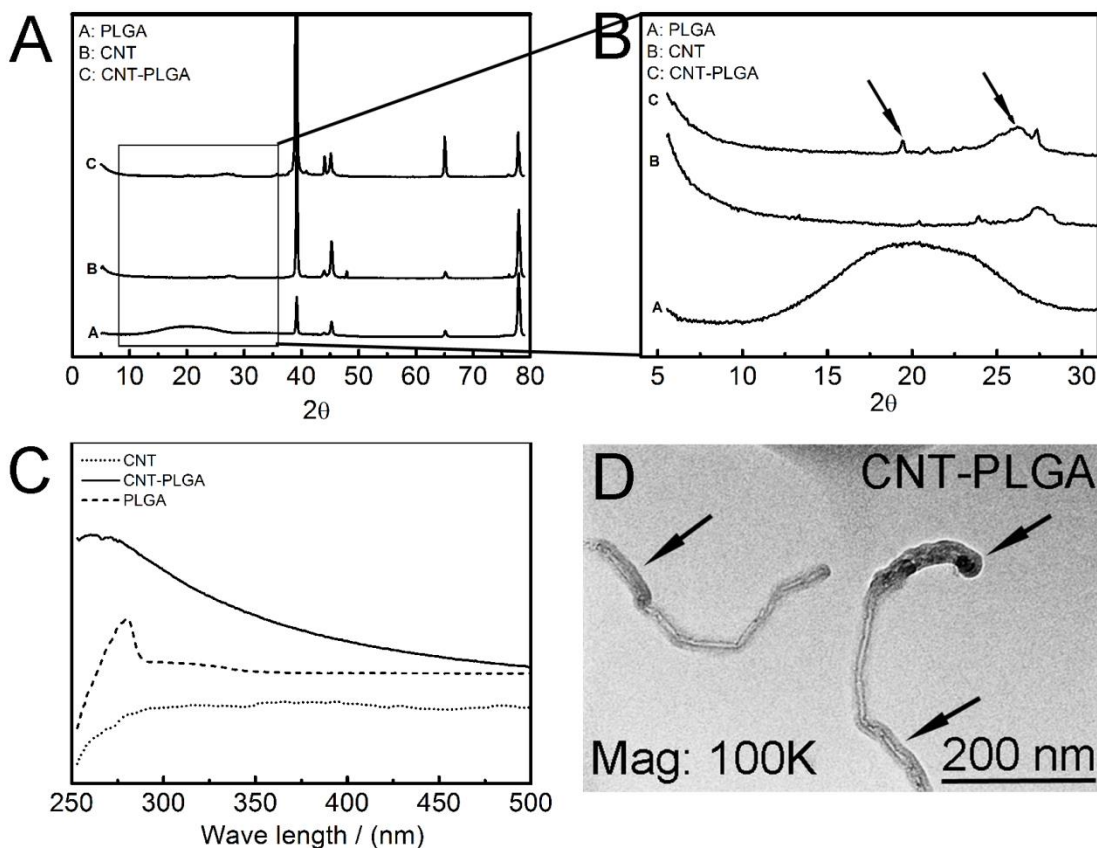 A
A: PLGA
B: CNT
C: CNT-PLGA
C
B
A
0 10 20 30 40 50 60 70 80
2θ
B
A: PLGA
B: CNT
C: CNT-PLGA
C
B
A
5 10 15 20 25 30
2θ
C
CNT
CNT-PLGA
PLGA
250 300 350 400 450 500
Wave length / (nm)
D
CNT-PLGA
Mag: 100K
200 nm